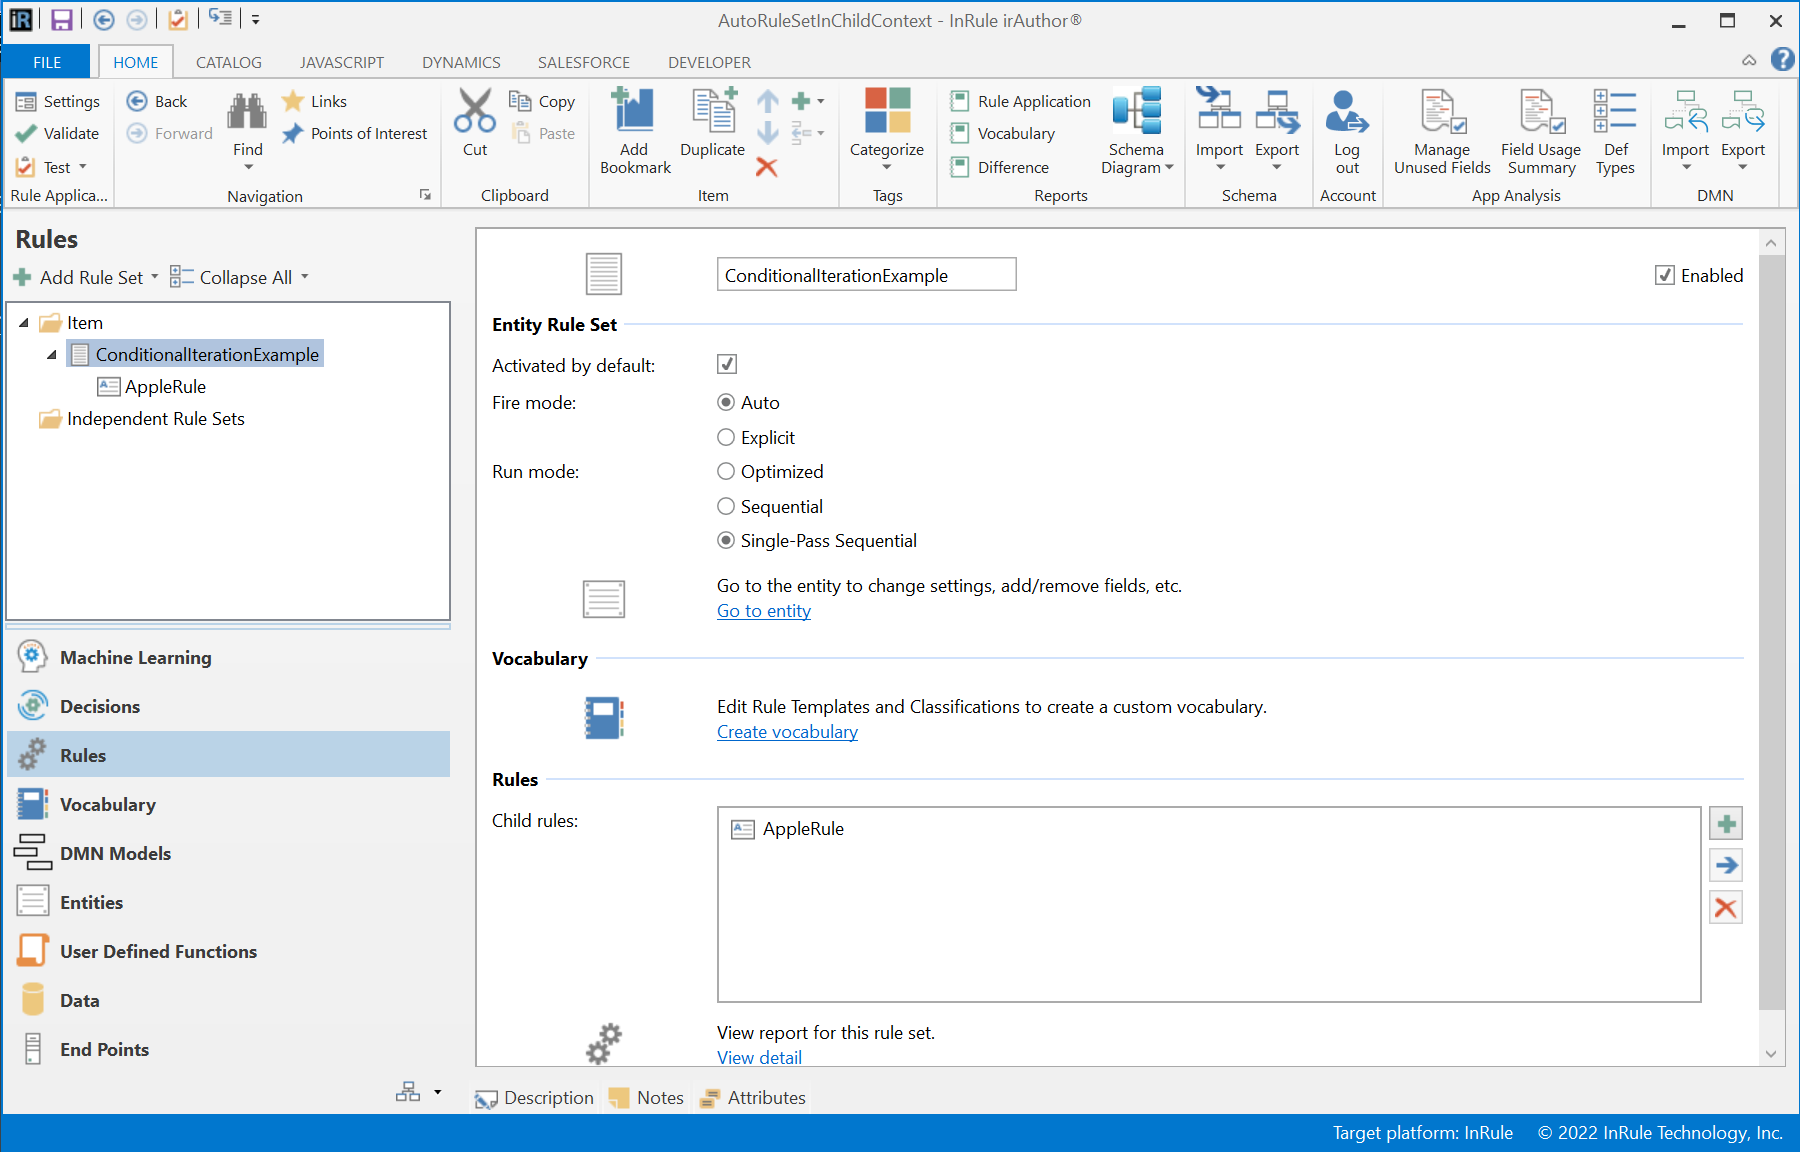 iR
AutoRuleSetInChildContext - InRule irAuthor®
FILE HOME CATALOG JAVASCRIPT DYNAMICS SALESFORCE DEVELOPER
Settings
Validate
Test
Rule Applica...
Back
Forward
Find
Links
Points of Interest
Navigation
Cut
Copy
Paste
Clipboard
Add
Bookmark
Duplicate
Item
Categorize
Tags
Rule Application
Vocabulary
Difference
Schema
Diagram
Reports
Import
Export
Schema
Log
out
Account
Manage
Unused Fields
Field Usage
Summary
Def
Types
App Analysis
Import
Export
DMN
Rules
Add Rule Set Collapse All
Item
ConditionalIterationExample
AppleRule
Independent Rule Sets
Machine Learning
Decisions
Rules
Vocabulary
DMN Models
Entities
User Defined Functions
Data
End Points
ConditionalIterationExample
Enabled
Entity Rule Set
Activated by default:
Fire mode:
Auto
Explicit
Run mode:
Optimized
Sequential
Single-Pass Sequential
Go to the entity to change settings, add/remove fields, etc.
Go to entity
Vocabulary
Edit Rule Templates and Classifications to create a custom vocabulary.
Create vocabulary
Rules
Child rules:
AppleRule
View report for this rule set.
View detail
Description Notes Attributes
Target platform: InRule © 2022 InRule Technology, Inc.